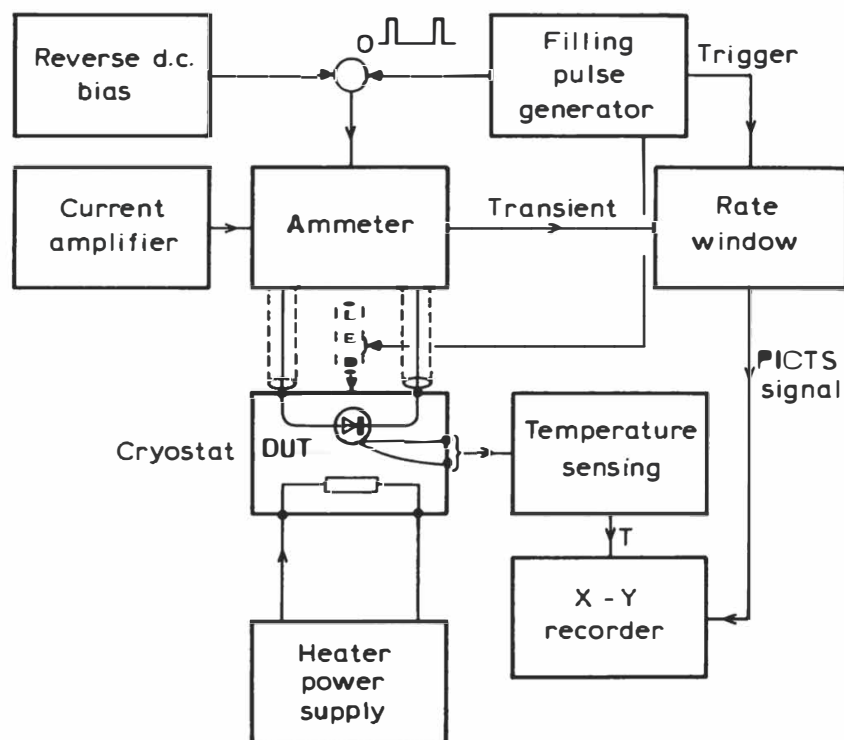 Reverse d.c.
bias
O
Filling
pulse
generator
Trigger
Current
amplifier
Ammeter
Transient
Rate
window
LED
PICTS
signal
Cryostat
DUT
Temperature
sensing
T
X - Y
recorder
Heater
power
supply